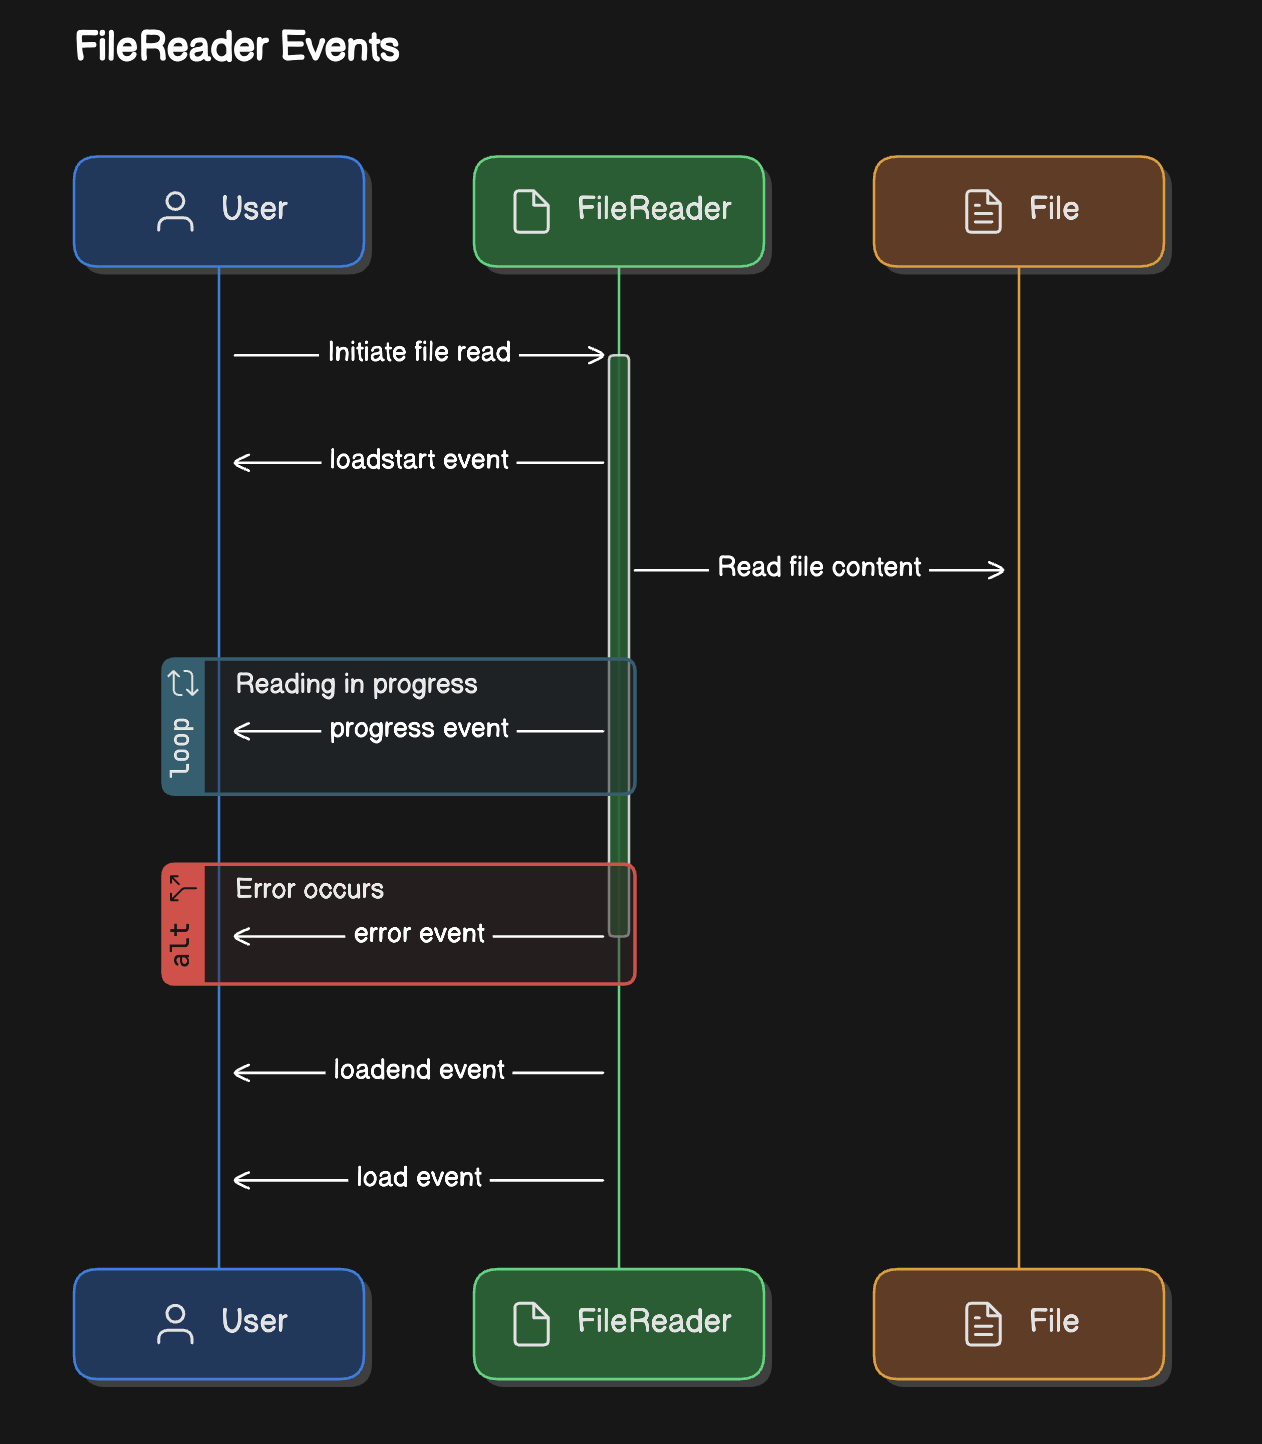 FileReader Events
User
FileReader
File
Initiate file read
loadstart event
Read file content
loop
Reading in progress
progress event
alt
Error occurs
error event
loadend event
load event
User
FileReader
File